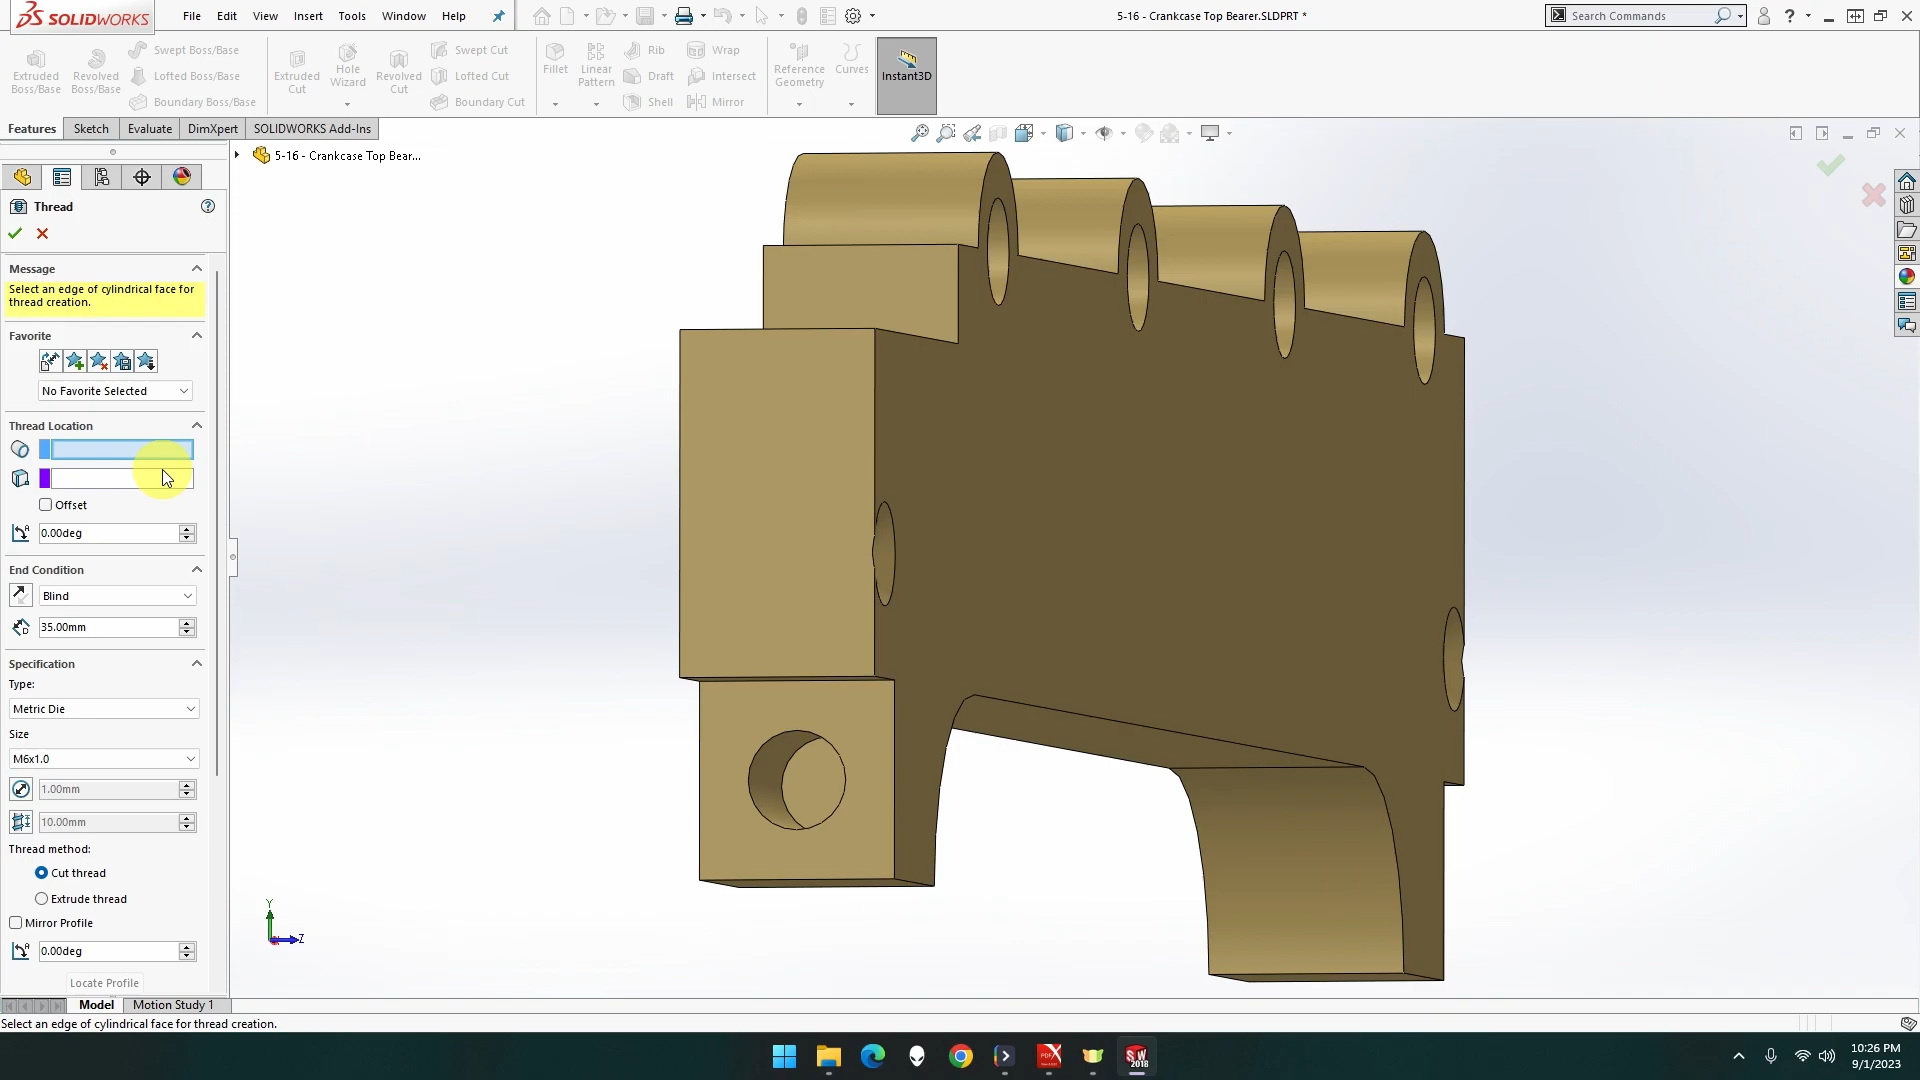 SOLIDWORKS
File Edit View Insert Tools Window Help
5-16 - Crankcase Top Bearer.SLDPRT *
Search Commands
Extruded Boss/Base
Revolved Boss/Base
Swept Boss/Base
Lofted Boss/Base
Boundary Boss/Base
Extruded Cut
Hole Wizard
Revolved Cut
Swept Cut
Lofted Cut
Boundary Cut
Fillet
Linear Pattern
Rib
Draft
Shell
Wrap
Intersect
Mirror
Reference Geometry
Curves
Instant3D
Features Sketch Evaluate DimXpert SOLIDWORKS Add-Ins
5-16 - Crankcase Top Bear...
Thread
Message
Select an edge of cylindrical face for
thread creation.
Favorite
No Favorite Selected
Thread Location
Offset
0.00deg
End Condition
Blind
35.00mm
Specification
Type:
Metric Die
Size
M6x1.0
1.00mm
10.00mm
Thread method:
Cut thread
Extrude thread
Mirror Profile
0.00deg
Locate Profile
Y
Z
Model Motion Study 1
Select an edge of cylindrical face for thread creation.
10:26 PM
9/1/2023